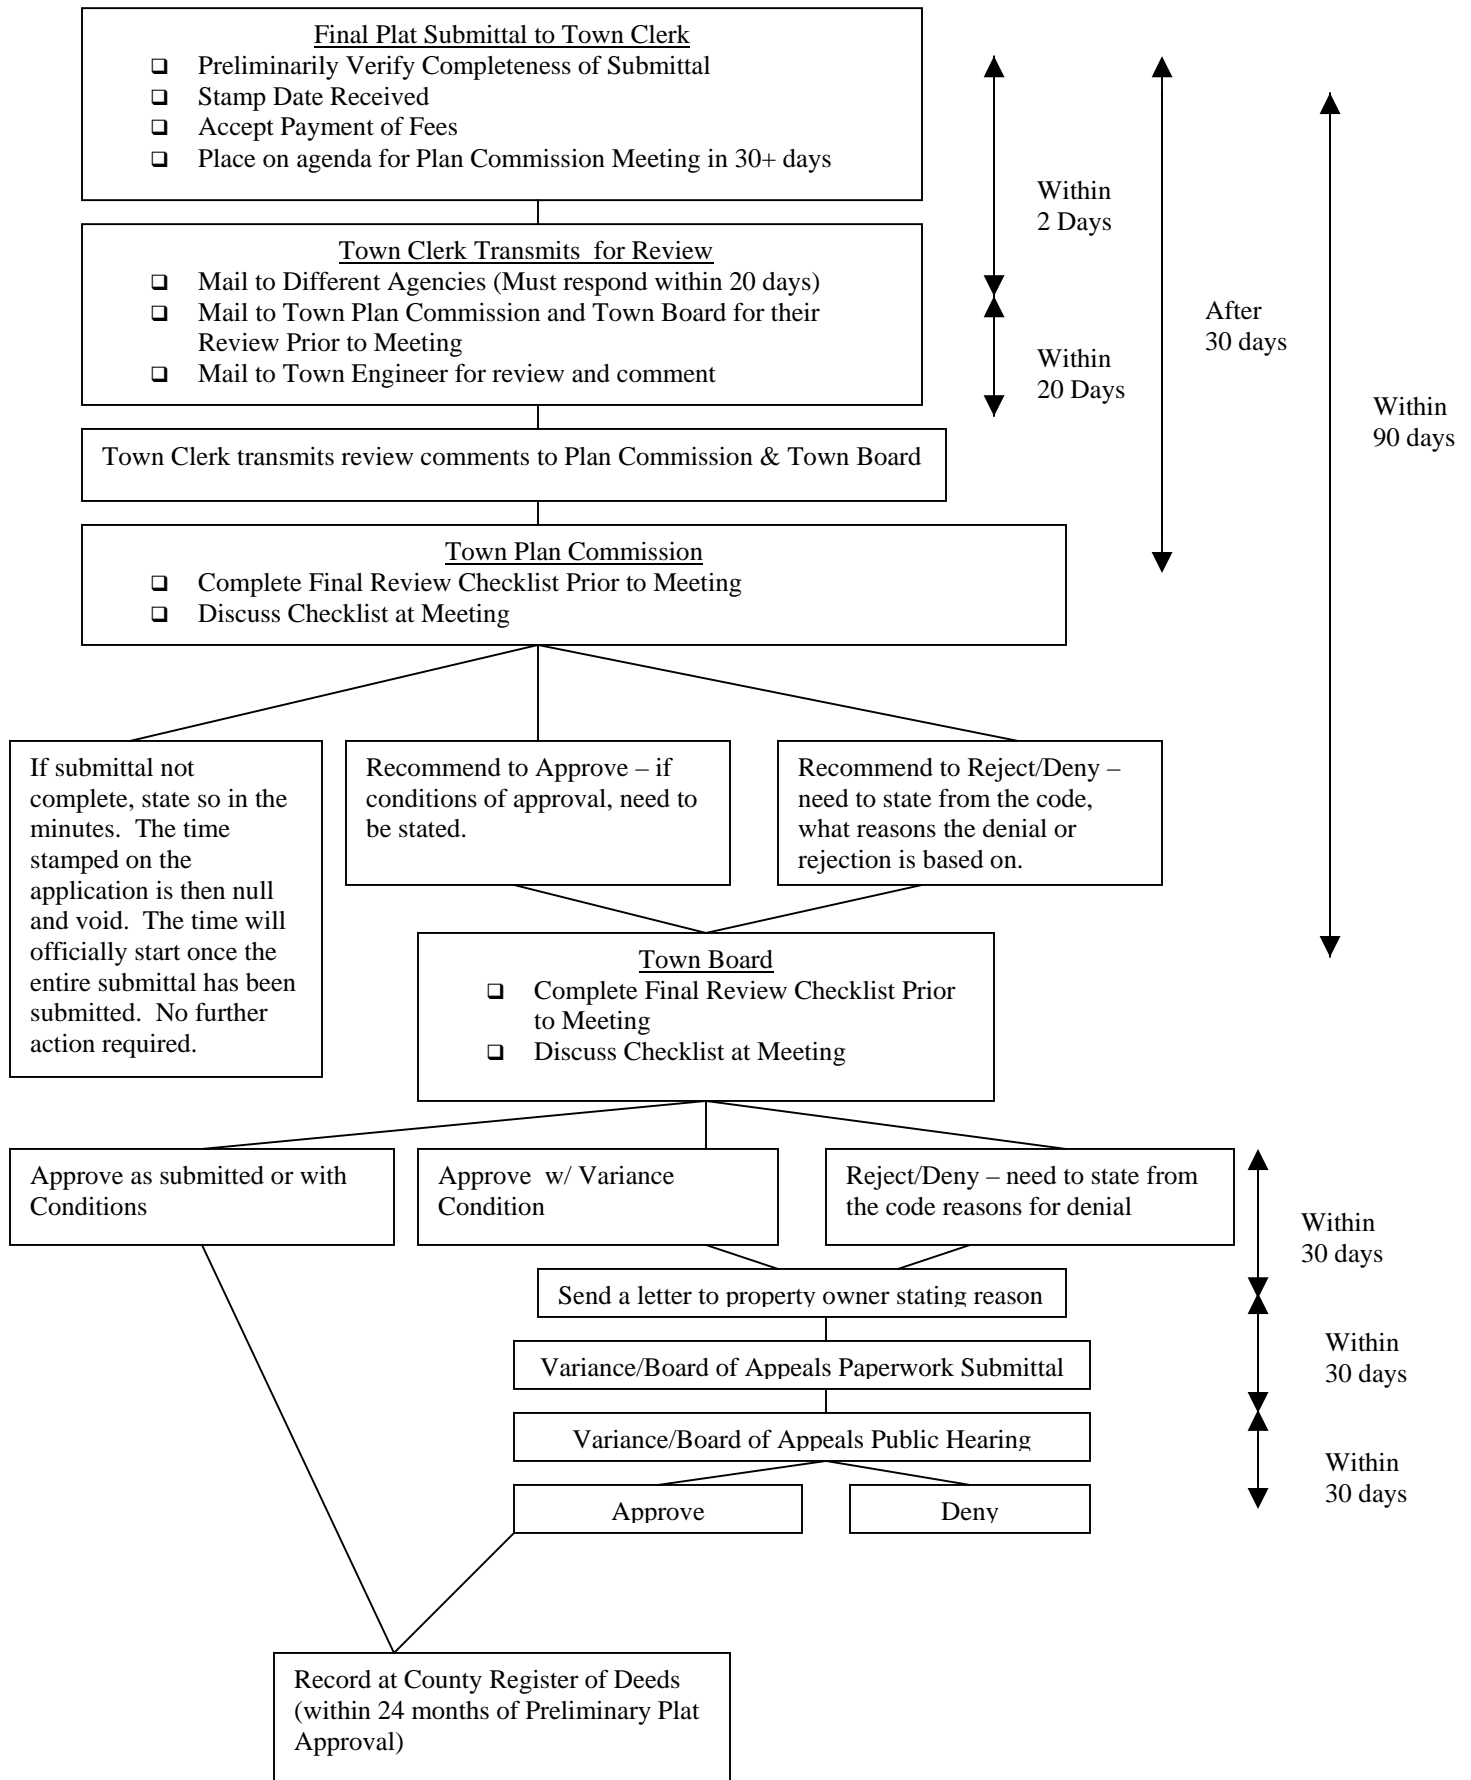 Final Plat Submittal to Town Clerk
❑ Preliminarily Verify Completeness of Submittal
❑ Stamp Date Received
❑ Accept Payment of Fees
❑ Place on agenda for Plan Commission Meeting in 30+ days
Within
2 Days
Town Clerk Transmits  for Review
❑ Mail to Different Agencies (Must respond within 20 days)
❑ Mail to Town Plan Commission and Town Board for their
Review Prior to Meeting
❑ Mail to Town Engineer for review and comment
Within
20 Days
After
30 days
Within
90 days
Town Clerk transmits review comments to Plan Commission & Town Board
Town Plan Commission
❑ Complete Final Review Checklist Prior to Meeting
❑ Discuss Checklist at Meeting
If submittal not
complete, state so in the
minutes.  The time
stamped on the
application is then null
and void.  The time will
officially start once the
entire submittal has been
submitted.  No further
action required.
Recommend to Approve – if
conditions of approval, need to
be stated.
Recommend to Reject/Deny –
need to state from the code,
what reasons the denial or
rejection is based on.
Town Board
❑ Complete Final Review Checklist Prior
to Meeting
❑ Discuss Checklist at Meeting
Approve as submitted or with
Conditions
Approve  w/ Variance
Condition
Reject/Deny – need to state from
the code reasons for denial
Within
30 days
Send a letter to property owner stating reason
Variance/Board of Appeals Paperwork Submittal
Within
30 days
Variance/Board of Appeals Public Hearing
Within
30 days
Approve
Deny
Record at County Register of Deeds
(within 24 months of Preliminary Plat
Approval)